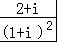 2+i
(1+i )²